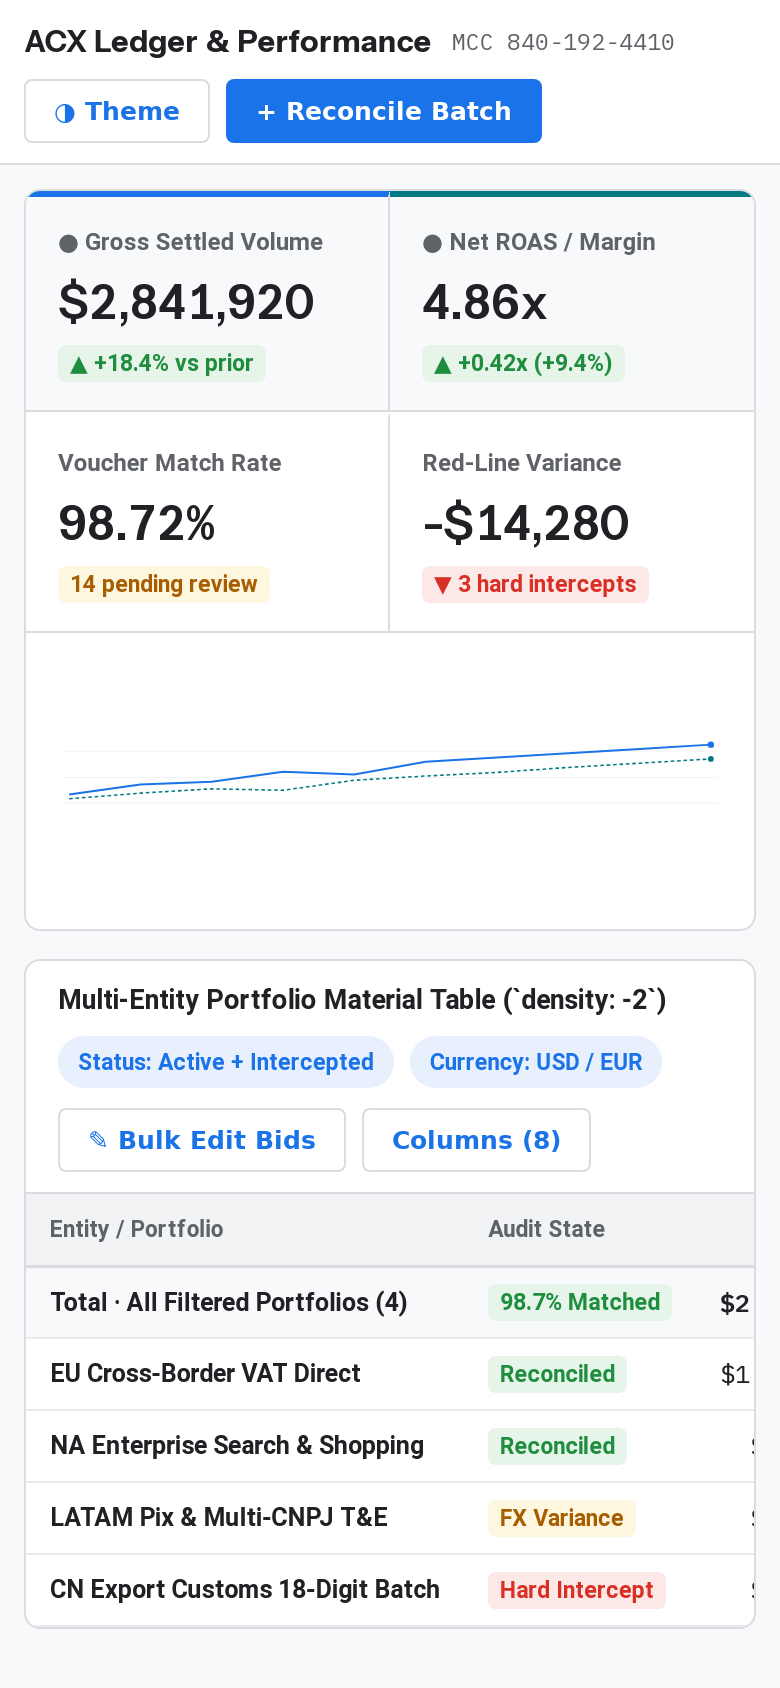 ACX Ledger & Performance MCC 840-192-4410
◑ Theme + Reconcile Batch
● Gross Settled Volume ● Net ROAS / Margin
$2,841,920 4.86x
▲ +18.4% vs prior ▲ +0.42x (+9.4%)
Voucher Match Rate Red-Line Variance
98.72% -$14,280
14 pending review ▼ 3 hard intercepts
Multi-Entity Portfolio Material Table (`density: -2`)
Status: Active + Intercepted Currency: USD / EUR
✎ Bulk Edit Bids Columns (8)
Entity / Portfolio Audit State
Total · All Filtered Portfolios (4) 98.7% Matched $2
EU Cross-Border VAT Direct Reconciled $1
NA Enterprise Search & Shopping Reconciled
LATAM Pix & Multi-CNPJ T&E FX Variance
CN Export Customs 18-Digit Batch Hard Intercept